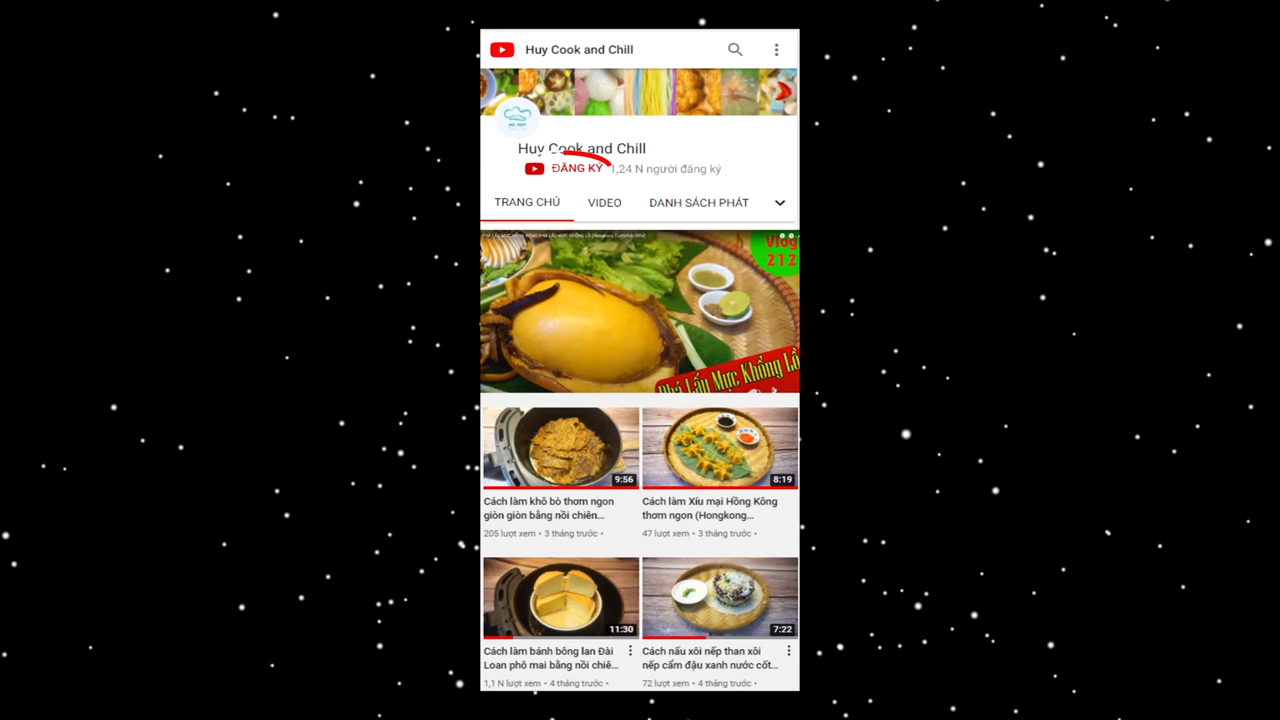 Huy Cook and Chill
Huy Cook and Chill
ĐĂNG KÝ 1,24 N người đăng ký
TRANG CHỦ VIDEO DANH SÁCH PHÁT
Vlog
212
Phá Lấu Mực Khổng Lồ
9:56
8:19
Cách làm khô bò thơm ngon
giòn giòn bằng nồi chiên...
205 lượt xem • 3 tháng trước •
Cách làm Xíu mại Hồng Kông
thơm ngon (Hongkong...
47 lượt xem • 3 tháng trước •
11:30
7:22
Cách làm bánh bông lan Đài
Loan phô mai bằng nồi chiê...
1,1 N lượt xem • 4 tháng trước •
Cách nấu xôi nếp than xôi
nếp cẩm đậu xanh nước cốt...
72 lượt xem • 4 tháng trước •